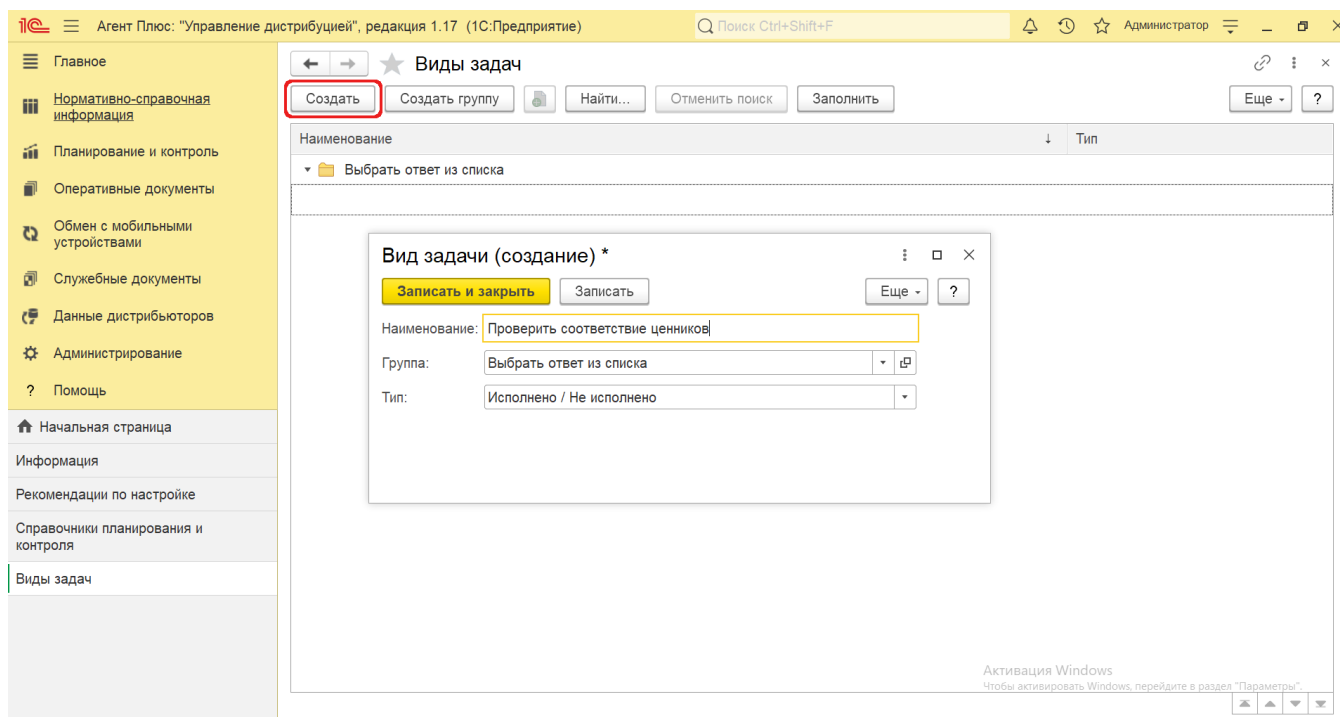 Агент Плюс: "Управление дистрибуцией", редакция 1.17 (1С:Предприятие)
Поиск Ctrl+Shift+F
Администратор
Главное
Нормативно-справочная
информация
Планирование и контроль
Оперативные документы
Обмен с мобильными
устройствами
Служебные документы
Данные дистрибьюторов
Администрирование
? Помощь
Начальная страница
Информация
Рекомендации по настройке
Справочники планирования и
контроля
Виды задач
Виды задач
Создать Создать группу Найти... Отменить поиск Заполнить Еще ?
Наименование ↓ Тип
Выбрать ответ из списка
Вид задачи (создание) *
Записать и закрыть Записать Еще ?
Наименование: Проверить соответствие ценников
Группа: Выбрать ответ из списка
Тип: Исполнено / Не исполнено
Активация Windows
Чтобы активировать Windows, перейдите в раздел "Параметры".